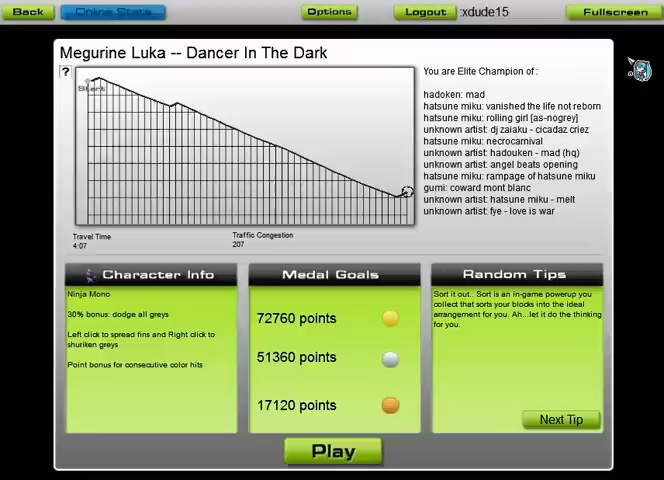 Back
Online Stats
Options
Logout :xdude15
Fullscreen
Megurine Luka -- Dancer In The Dark
?
Start
Travel Time
4:07
Traffic Congestion
207
You are Elite Champion of :
hadoken: mad
hatsune miku: vanished the life not reborn
hatsune miku: rolling girl [as-nogrey]
unknown artist: dj zaiaku - cicadaz criez
hatsune miku: necrocarnival
unknown artist: hadouken - mad (hq)
unknown artist: angel beats opening
hatsune miku: rampage of hatsune miku
gumi: coward mont blanc
unknown artist: hatsune miku - melt
unknown artist: fye - love is war
Character Info
Ninja Mono
30% bonus: dodge all greys
Left click to spread fins and Right click to
shuriken greys
Point bonus for consecutive color hits
Medal Goals
72760 points
51360 points
17120 points
Random Tips
Sort it out.. Sort is an in-game powerup you
collect that sorts your blocks into the ideal
arrangement for you. Ah...let it do the thinking
for you.
Next Tip
Play